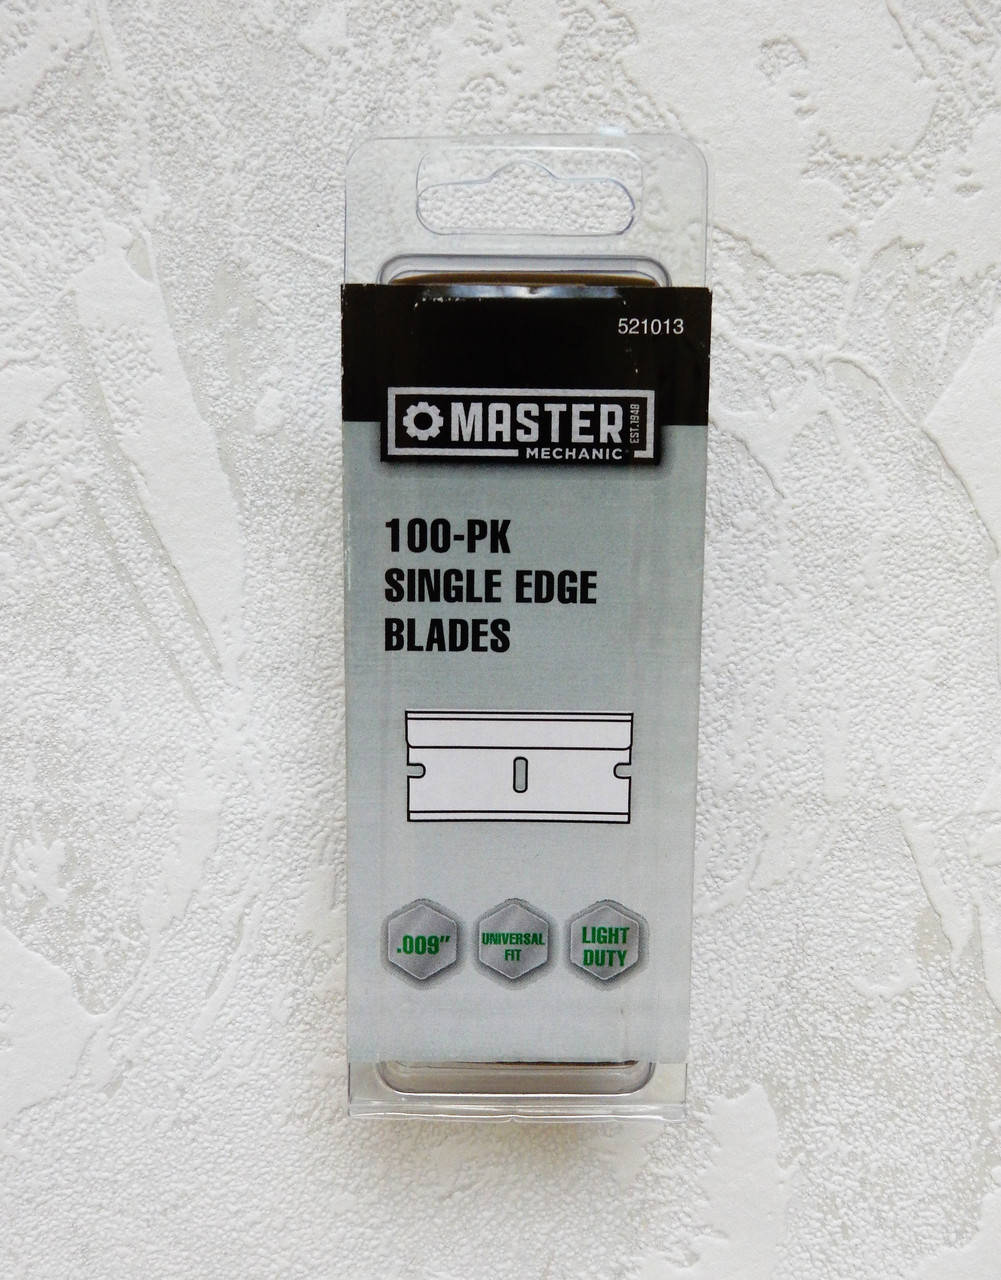 521013
MASTER
EST.1948
MECHANIC
100-PK
SINGLE EDGE
BLADES
.009"
UNIVERSAL
FIT
LIGHT
DUTY